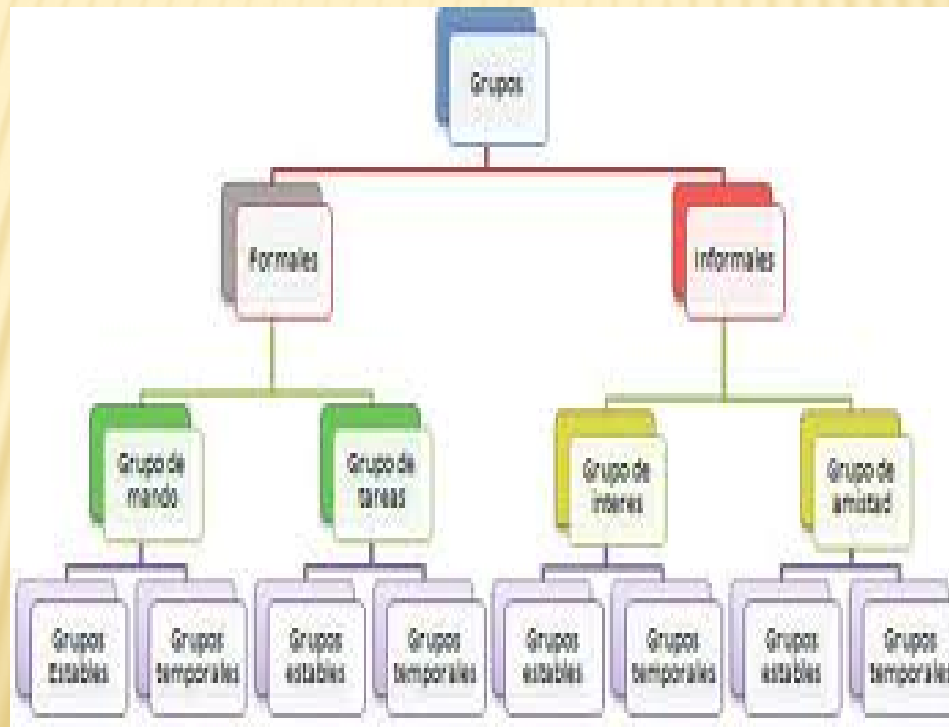 Grupos
Formales
Informales
Grupo de
mando
Grupo de
tareas
Grupo de
interes
Grupo de
amistad
Grupos
Estables
Grupos
temporales
Grupos
estables
Grupos
temporales
Grupos
estables
Grupos
temporales
Grupos
estables
Grupos
temporales